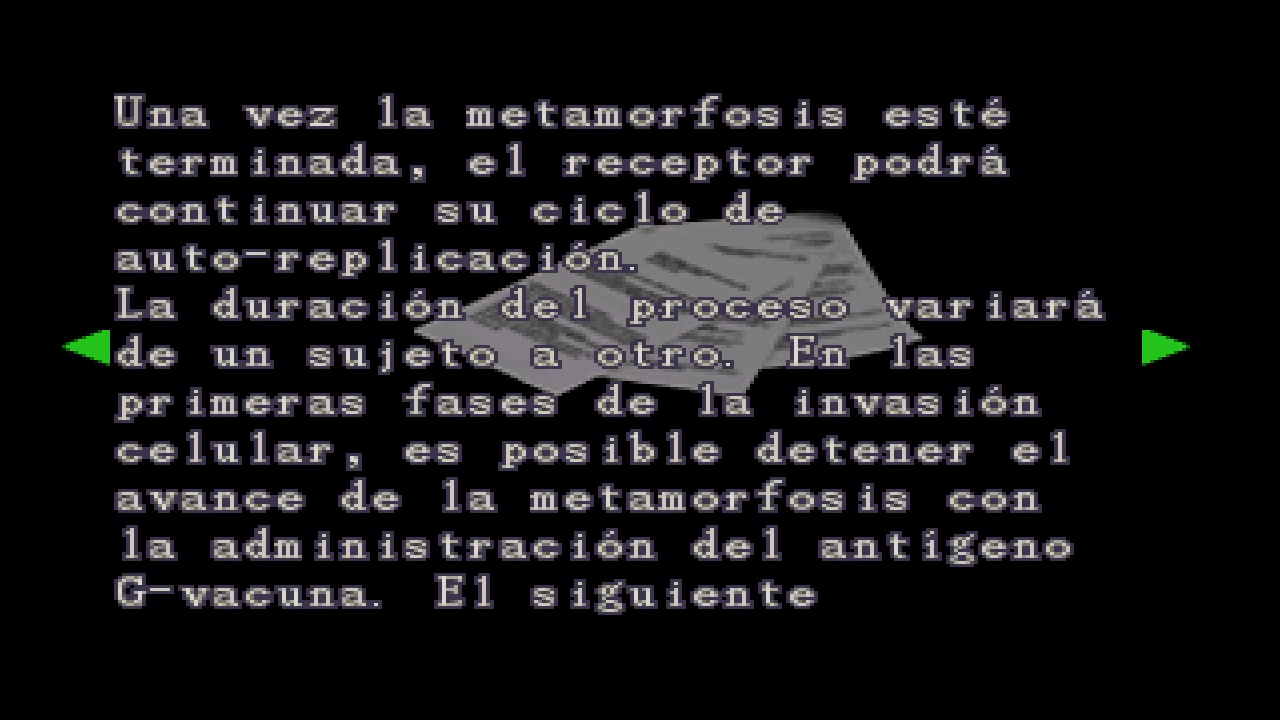 Una vez la metamorfosis esté
terminada, el receptor podrá
continuar su ciclo de
auto-replicación.
La duración del proceso variará
de un sujeto a otro. En las
primeras fases de la invasión
celular, es posible detener el
avance de la metamorfosis con
la administración del antígeno
G-vacuna. El siguiente